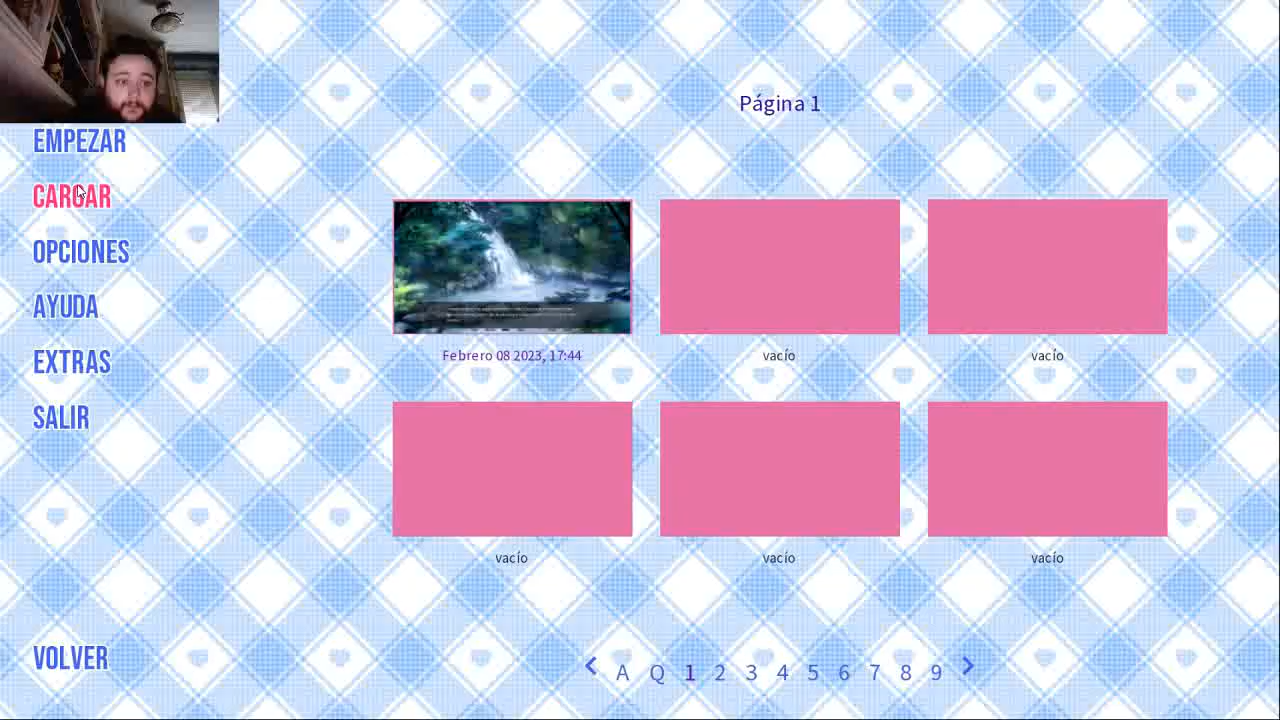 Página 1
EMPEZAR
CARGAR
OPCIONES
AYUDA
EXTRAS
SALIR
VOLVER
Febrero 08 2023, 17:44
vacío
vacío
vacío
vacío
vacío
A Q 1 2 3 4 5 6 7 8 9